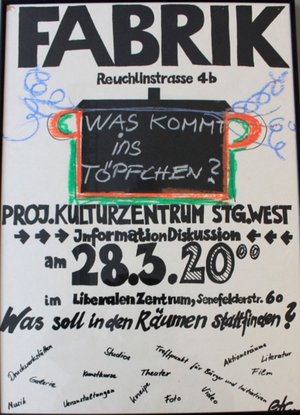 FABRIK
Reuchlinstrasse 4b
WAS KOMMT
ins
TÖPFCHEN?
PROJ.KULTURZENTRUM STG.WEST
→→→ Information Diskussion ←←←
am 28.3.20⁰⁰
im Liberalen Zentrum, Senefelderstr. 60
Was soll in den Räumen stattfinden?
Druckwerkstätten Studios Treffpunkt für Bürger und Initiativen Aktionsräume Literatur
Galerie Kunstkurse Theater Film
Musik Veranstaltungen Kneipe Foto Video